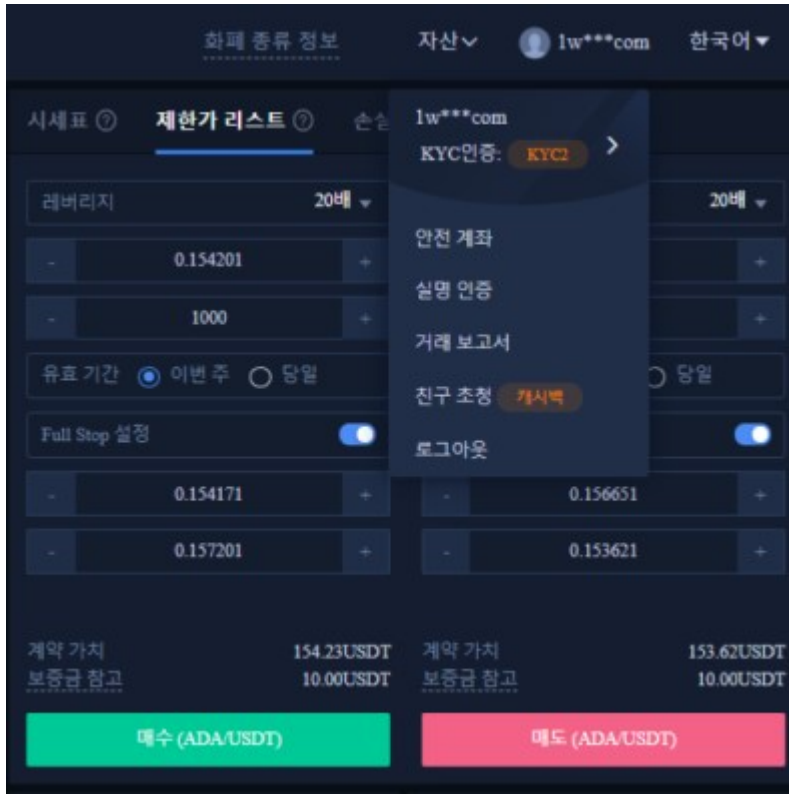 화폐 종류 정보 자산 1w***com 한국어
시세표 제한가 리스트 손실
1w***com
KYC인증: KYC2
레버리지 20배 20배
안전 계좌
- 0.154201 + +
실명 인증
- 1000 + +
거래 보고서
유효 기간 이번 주 당일 당일
친구 초청 캐시백
Full Stop 설정
로그아웃
- 0.154171 + - 0.156651 +
- 0.157201 + - 0.153621 +
계약 가치 154.23USDT 계약 가치 153.62USDT
보증금 참고 10.00USDT 보증금 참고 10.00USDT
매수 (ADA/USDT) 매도 (ADA/USDT)